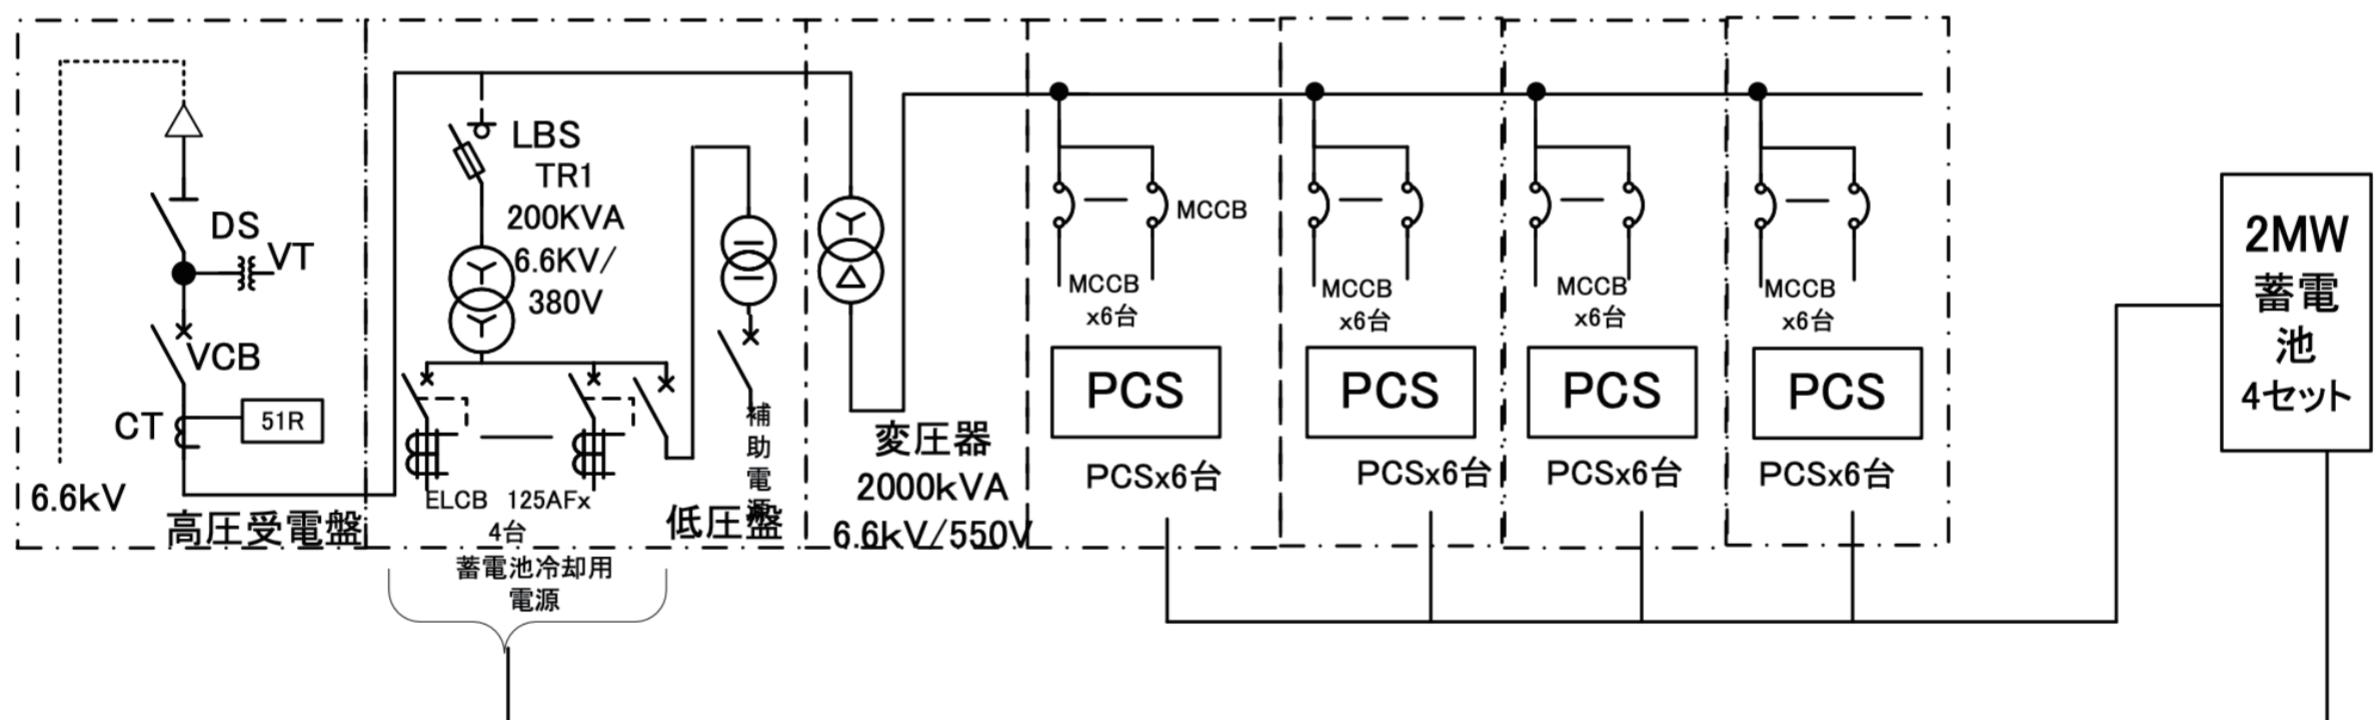 DS
VT
VCB
CT
51R
6.6kV
高圧受電盤
LBS
TR1
200KVA
6.6KV/
380V
ELCB 125AFx
4台
蓄電池冷却用
電源
補
助
電
源
低圧盤
変圧器
2000kVA
6.6kV/550V
MCCB
MCCB
x6台
PCS
PCSx6台
MCCB
x6台
PCS
PCSx6台
MCCB
x6台
PCS
PCSx6台
MCCB
x6台
PCS
PCSx6台
2MW
蓄電
池
4セット